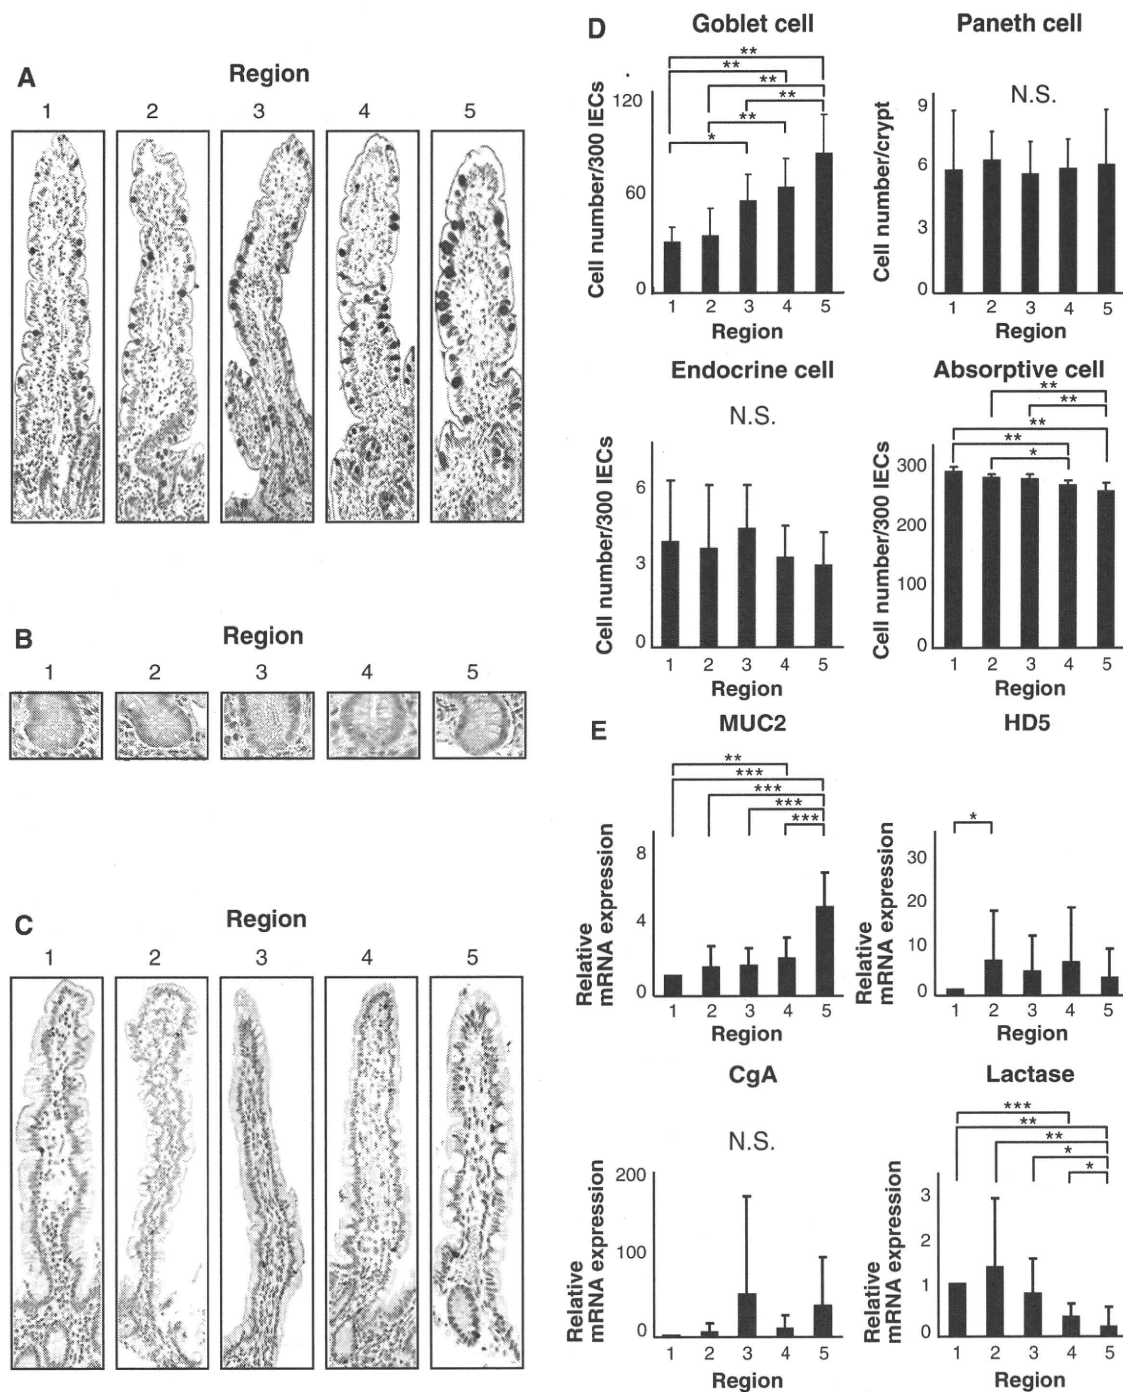 A
Region
1 2 3 4 5
B
Region
1 2 3 4 5
C
Region
1 2 3 4 5
D
Goblet cell
**
**
**
**
**
*
Cell number/300 IECs
120
60
0
1 2 3 4 5
Region
Paneth cell
N.S.
Cell number/crypt
9
6
3
0
1 2 3 4 5
Region
Endocrine cell
N.S.
Cell number/300 IECs
6
3
0
1 2 3 4 5
Region
Absorptive cell
**
**
**
**
*
Cell number/300 IECs
300
200
100
0
1 2 3 4 5
Region
E
MUC2
**
***
***
***
***
Relative
mRNA expression
8
4
0
1 2 3 4 5
Region
HD5
*
Relative
mRNA expression
30
20
10
0
1 2 3 4 5
Region
CgA
N.S.
Relative
mRNA expression
200
100
0
1 2 3 4 5
Region
Lactase
***
**
**
*
*
Relative
mRNA expression
3
2
1
0
1 2 3 4 5
Region